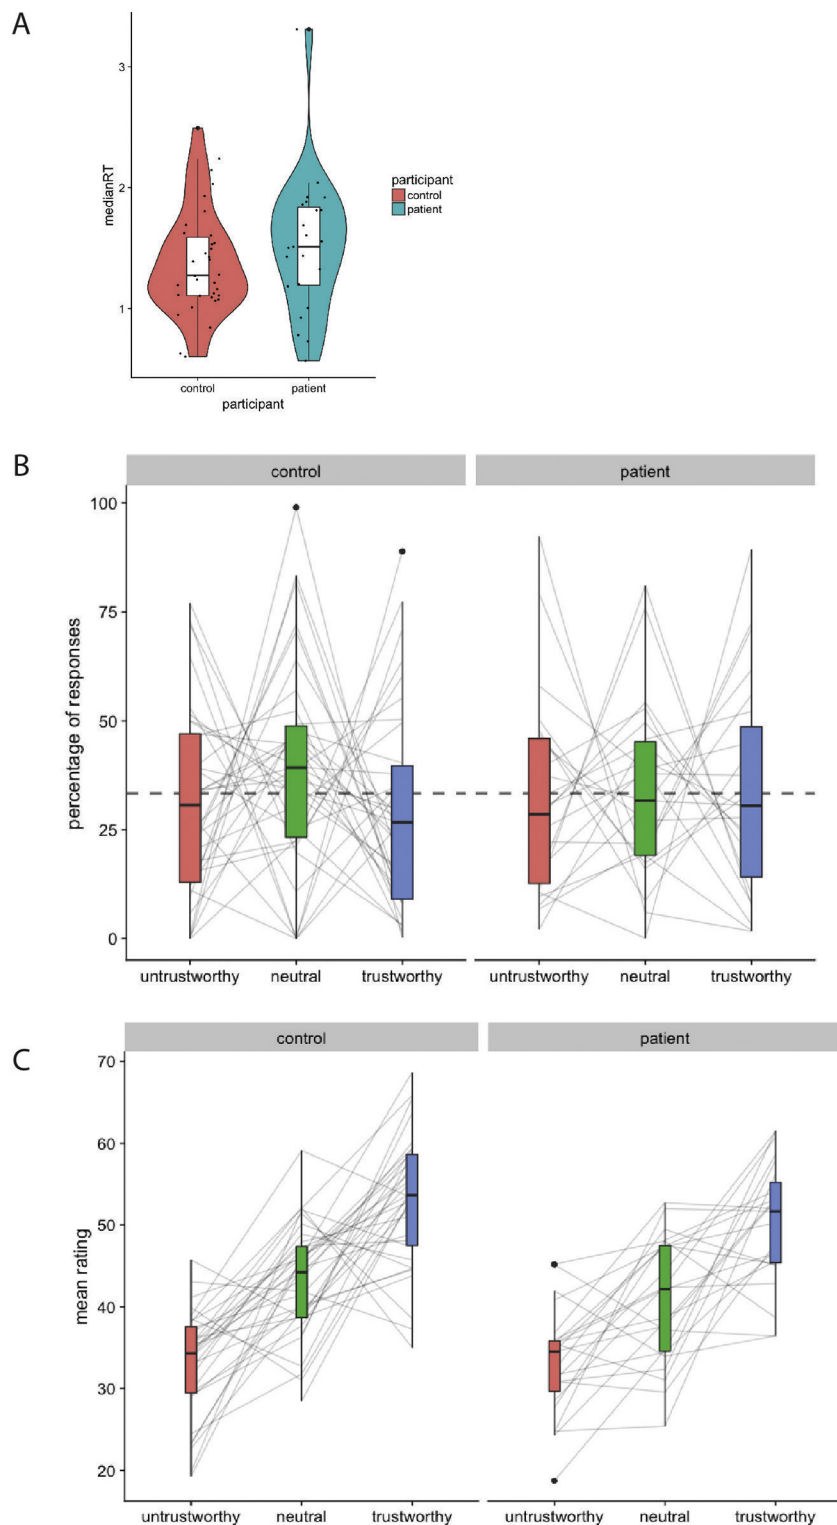 A
3
2
1
medianRT
control
patient
participant
participant
control
patient
B
control
patient
100
75
50
25
0
percentage of responses
untrustworthy neutral trustworthy untrustworthy neutral trustworthy
C
control
patient
70
60
50
40
30
20
mean rating
untrustworthy neutral trustworthy untrustworthy neutral trustworthy